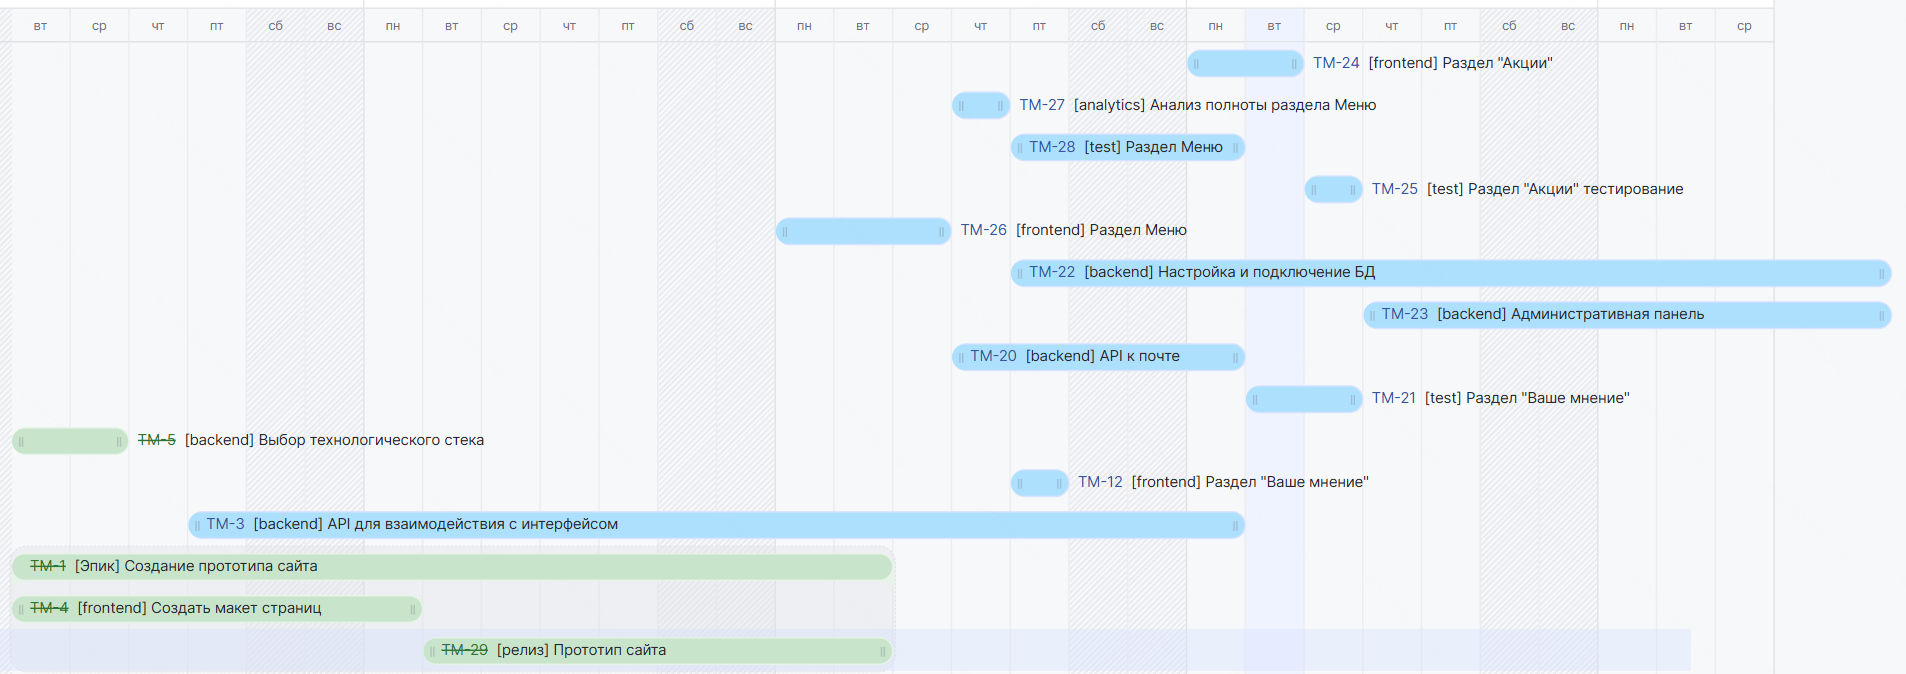 вт ср чт пт сб вс пн вт ср чт пт сб вс пн вт ср чт пт сб вс пн вт ср чт пт сб вс пн вт ср
TM-24 [frontend] Раздел "Акции"
TM-27 [analytics] Анализ полноты раздела Меню
TM-28 [test] Раздел Меню
TM-25 [test] Раздел "Акции" тестирование
TM-26 [frontend] Раздел Меню
TM-22 [backend] Настройка и подключение БД
TM-23 [backend] Административная панель
TM-20 [backend] API к почте
TM-21 [test] Раздел "Ваше мнение"
TM-5 [backend] Выбор технологического стека
TM-12 [frontend] Раздел "Ваше мнение"
TM-3 [backend] API для взаимодействия с интерфейсом
TM-1 [Эпик] Создание прототипа сайта
TM-4 [frontend] Создать макет страниц
TM-29 [релиз] Прототип сайта